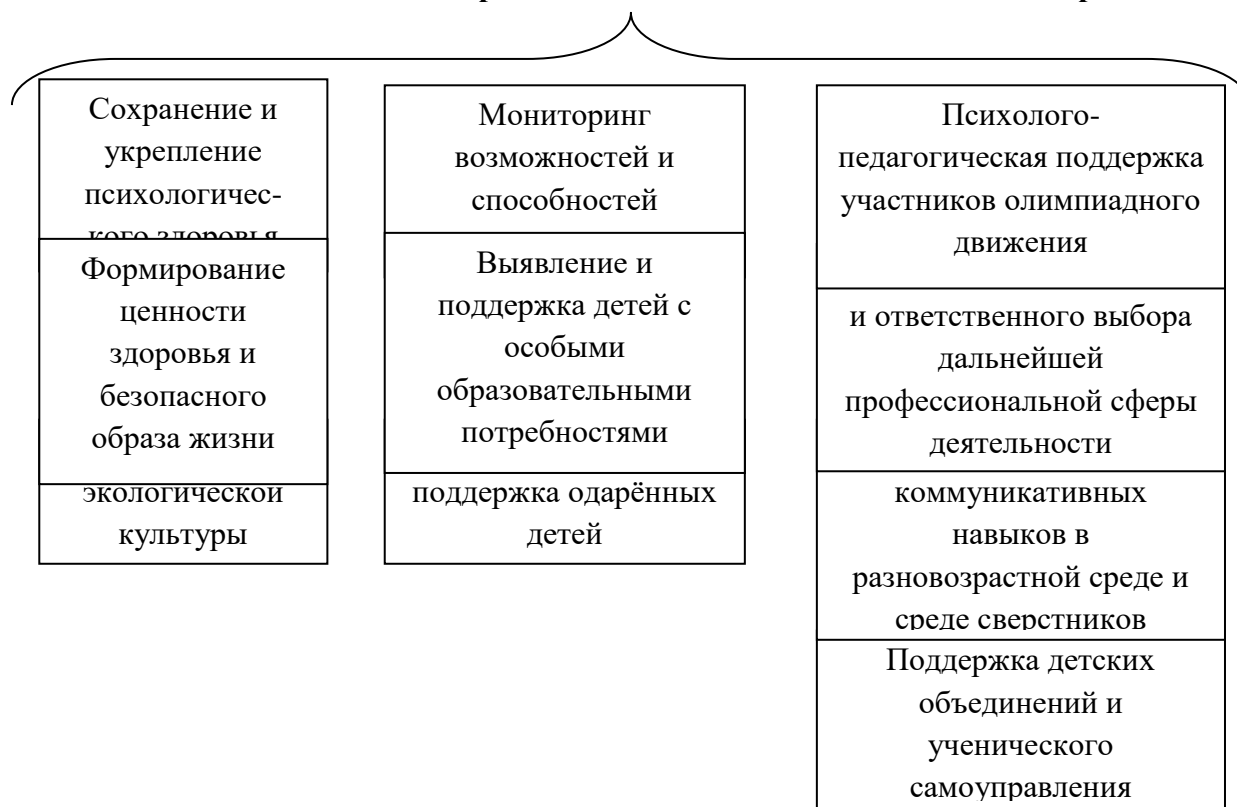 Сохранение и
укрепление
психологичес-
кого здоровья
Формирование
ценности
здоровья и
безопасного
образа жизни
экологической
культуры
Мониторинг
возможностей и
способностей
Выявление и
поддержка детей с
особыми
образовательными
потребностями
поддержка одарённых
детей
Психолого-
педагогическая поддержка
участников олимпиадного
движения
и ответственного выбора
дальнейшей
профессиональной сферы
деятельности
коммуникативных
навыков в
разновозрастной среде и
среде сверстников
Поддержка детских
объединений и
ученического
самоуправления